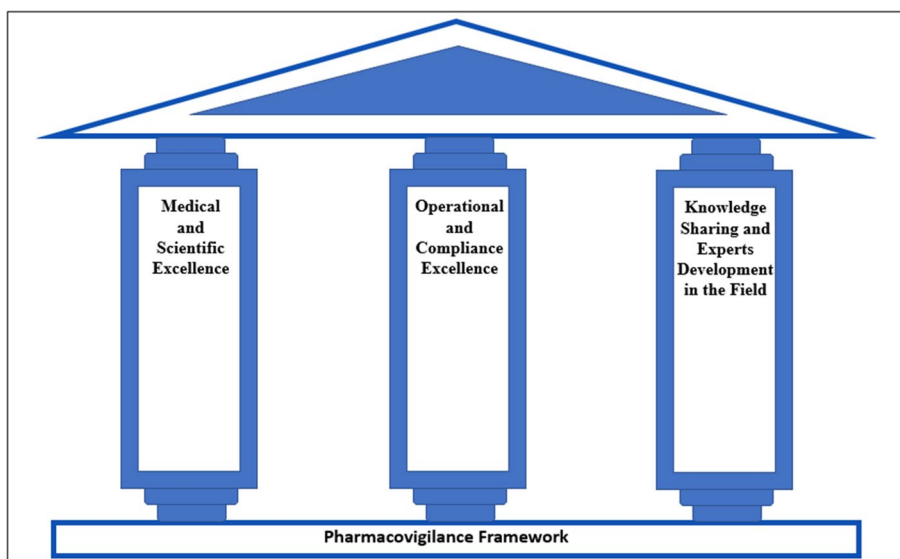 Medical
and
Scientific
Excellence
Operational
and
Compliance
Excellence
Knowledge
Sharing and
Experts
Development
in the Field
Pharmacovigilance Framework